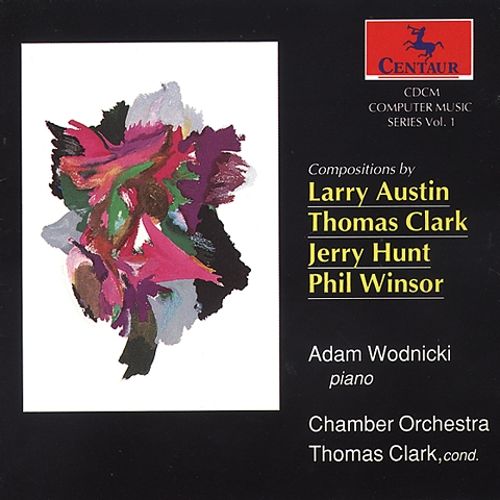 CENTAUR
CDCM
COMPUTER MUSIC
SERIES Vol. 1
Compositions by
Larry Austin
Thomas Clark
Jerry Hunt
Phil Winsor
Adam Wodnicki
piano
Chamber Orchestra
Thomas Clark, cond.